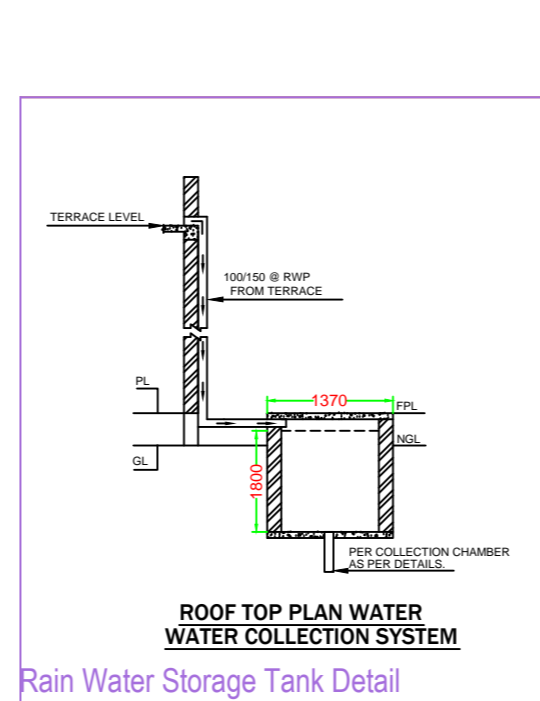 TERRACE LEVEL
100/150 @ RWP
FROM TERRACE
PL
1370
FPL
NGL
GL
1800
PER COLLECTION CHAMBER
AS PER DETAILS.
ROOF TOP PLAN WATER
WATER COLLECTION SYSTEM
Rain Water Storage Tank Detail